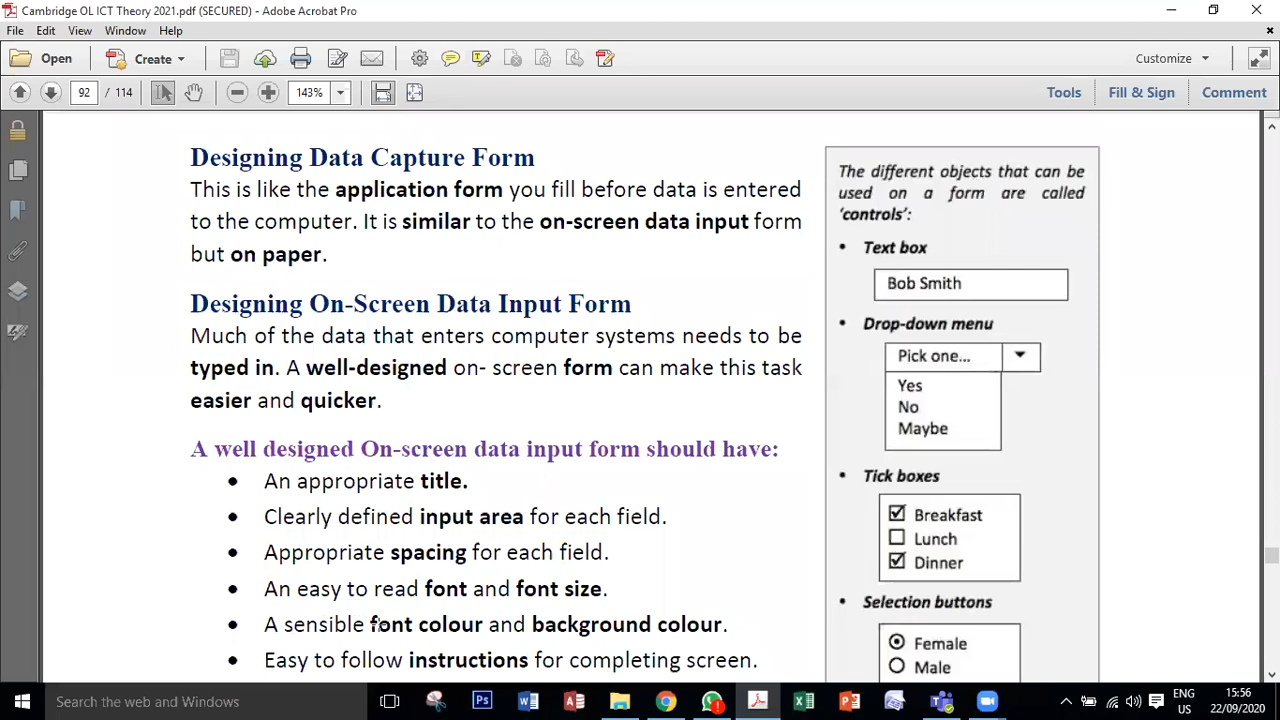 Cambridge OL ICT Theory 2021.pdf (SECURED) - Adobe Acrobat Pro
File Edit View Window Help
Open Create Customize
92 / 114 143% Tools Fill & Sign Comment
Designing Data Capture Form
This is like the application form you fill before data is entered
to the computer. It is similar to the on-screen data input form
but on paper.
Designing On-Screen Data Input Form
Much of the data that enters computer systems needs to be
typed in. A well-designed on- screen form can make this task
easier and quicker.
A well designed On-screen data input form should have:
• An appropriate title.
• Clearly defined input area for each field.
• Appropriate spacing for each field.
• An easy to read font and font size.
• A sensible font colour and background colour.
• Easy to follow instructions for completing screen.
The different objects that can be
used on a form are called
'controls':
• Text box
Bob Smith
• Drop-down menu
Pick one...
Yes
No
Maybe
• Tick boxes
Breakfast
Lunch
Dinner
• Selection buttons
Female
Male
Search the web and Windows
ENG
US
15:56
22/09/2020